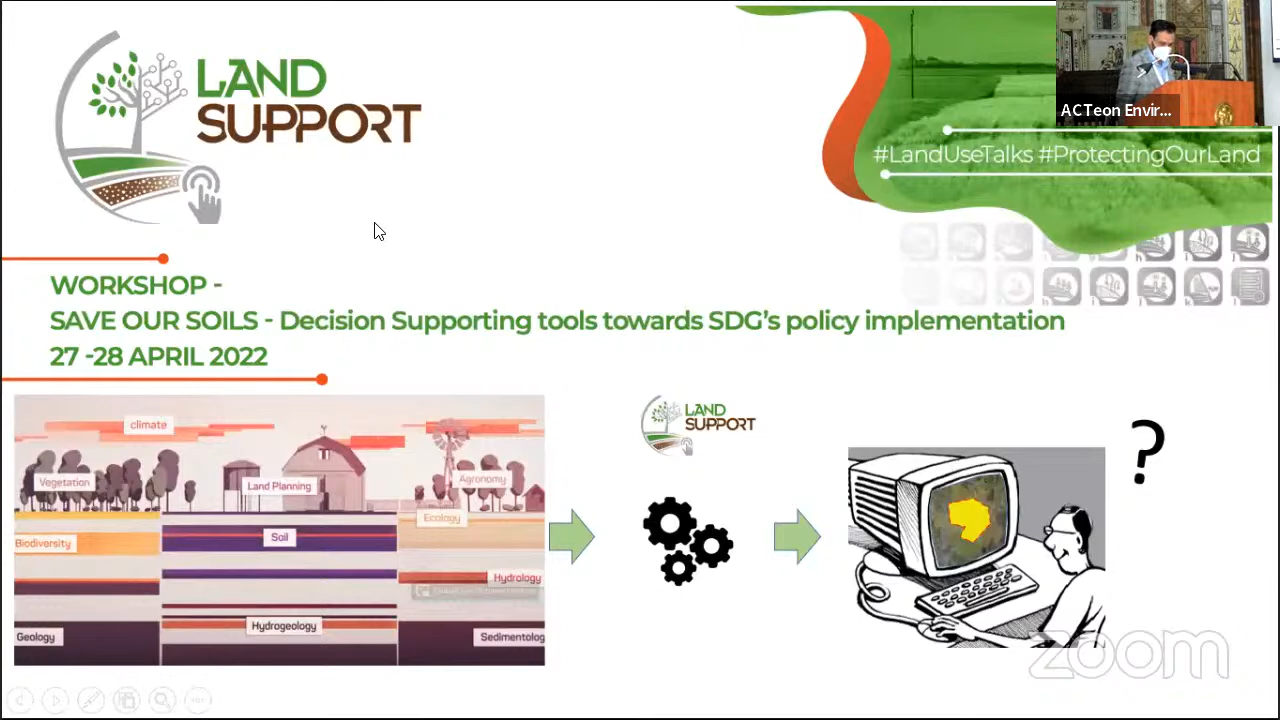 LAND
SUPPORT
ACTeon Envir...
#LandUseTalks #ProtectingOurLand
WORKSHOP -
SAVE OUR SOILS - Decision Supporting tools towards SDG's policy implementation
27 -28 APRIL 2022
climate
Vegetation
Land Planning
Agronomy
Ecology
Biodiversity
Soil
Hydrology
Hydrogeology
Geology
Sedimentolog
LAND
SUPPORT
?
zoom